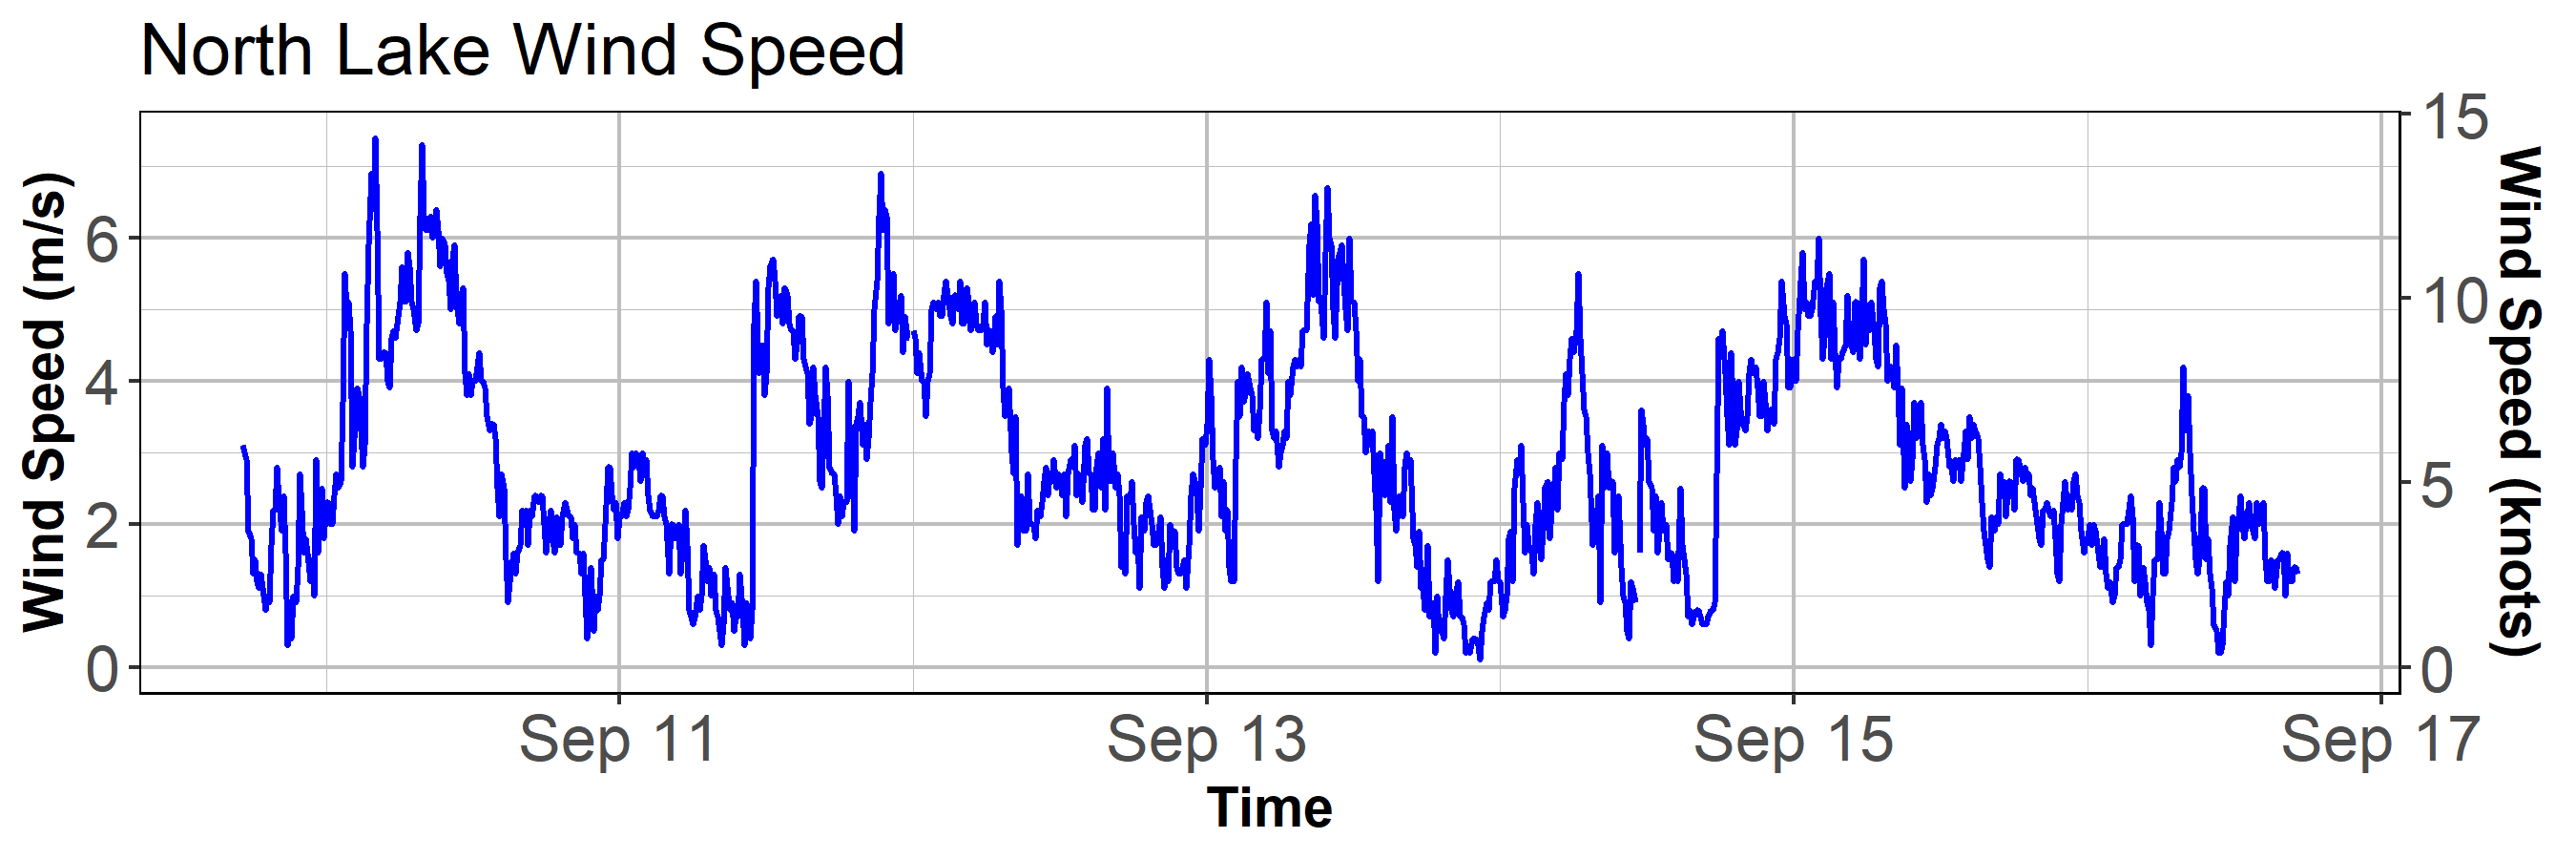 North Lake Wind Speed
Wind Speed (m/s)
6
4
2
0
15
10
5
0
Wind Speed (knots)
Sep 11
Sep 13
Sep 15
Sep 17
Time